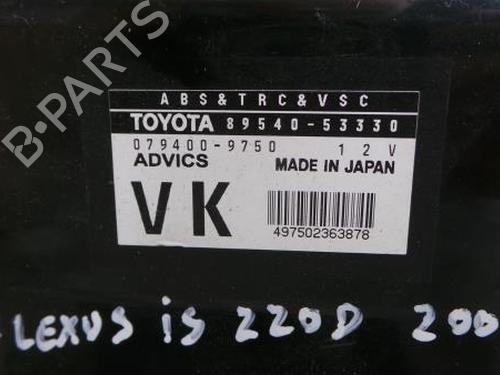 B-PARTS
ABS&TRC&VSC
TOYOTA 89540-53330
079400-9750 12V
ADVICS MADE IN JAPAN
VK
497502363878
LEXUS iS 220D 200